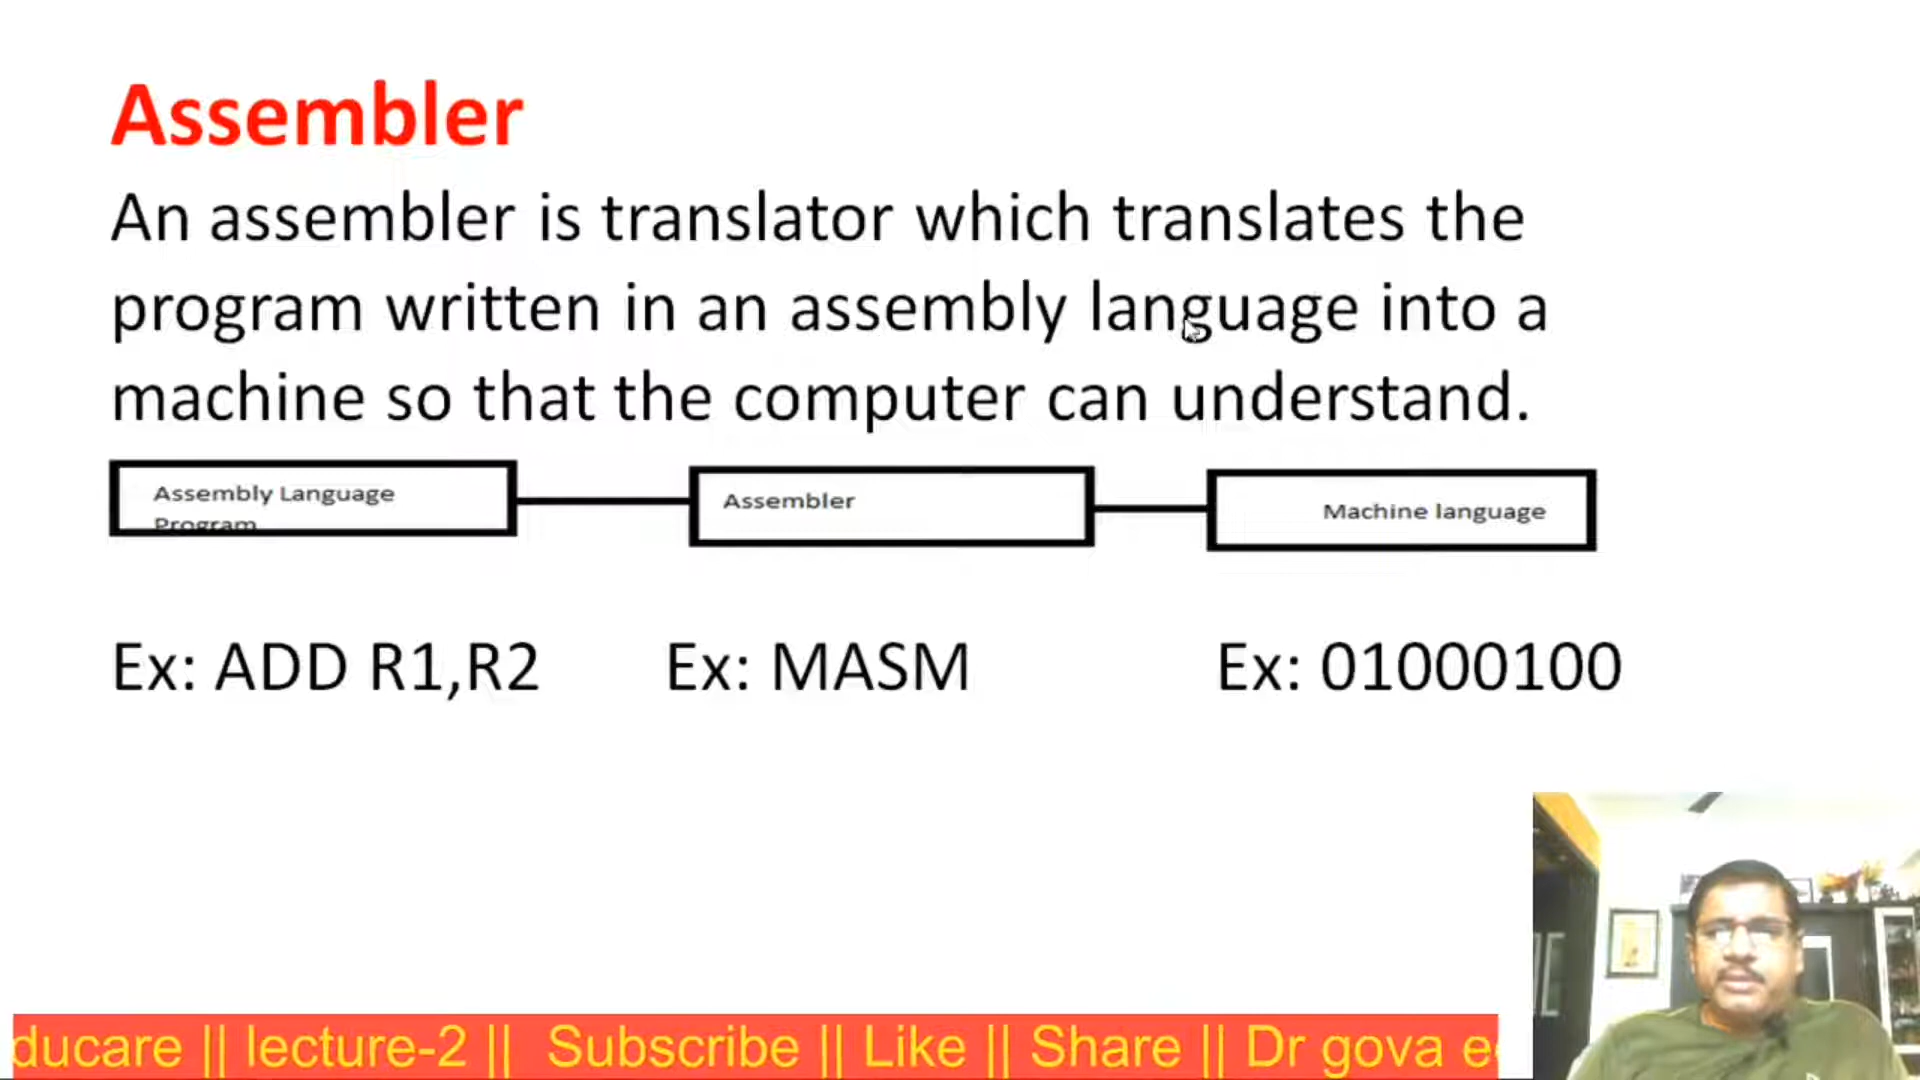 Assembler
An assembler is translator which translates the
program written in an assembly language into a
machine so that the computer can understand.
Assembly Language
Program
Assembler
Machine language
Ex: ADD R1,R2
Ex: MASM
Ex: 01000100
ducare || lecture-2 || Subscribe || Like || Share || Dr gova e